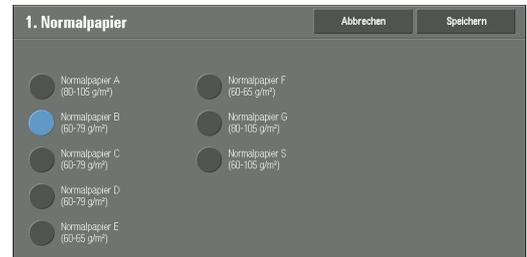 1. Normalpapier
Abbrechen
Speichern
Normalpapier A
(80-105 g/m²)
Normalpapier B
(60-79 g/m²)
Normalpapier C
(60-79 g/m²)
Normalpapier D
(60-79 g/m²)
Normalpapier E
(60-65 g/m²)
Normalpapier F
(60-65 g/m²)
Normalpapier G
(80-105 g/m²)
Normalpapier S
(60-105 g/m²)